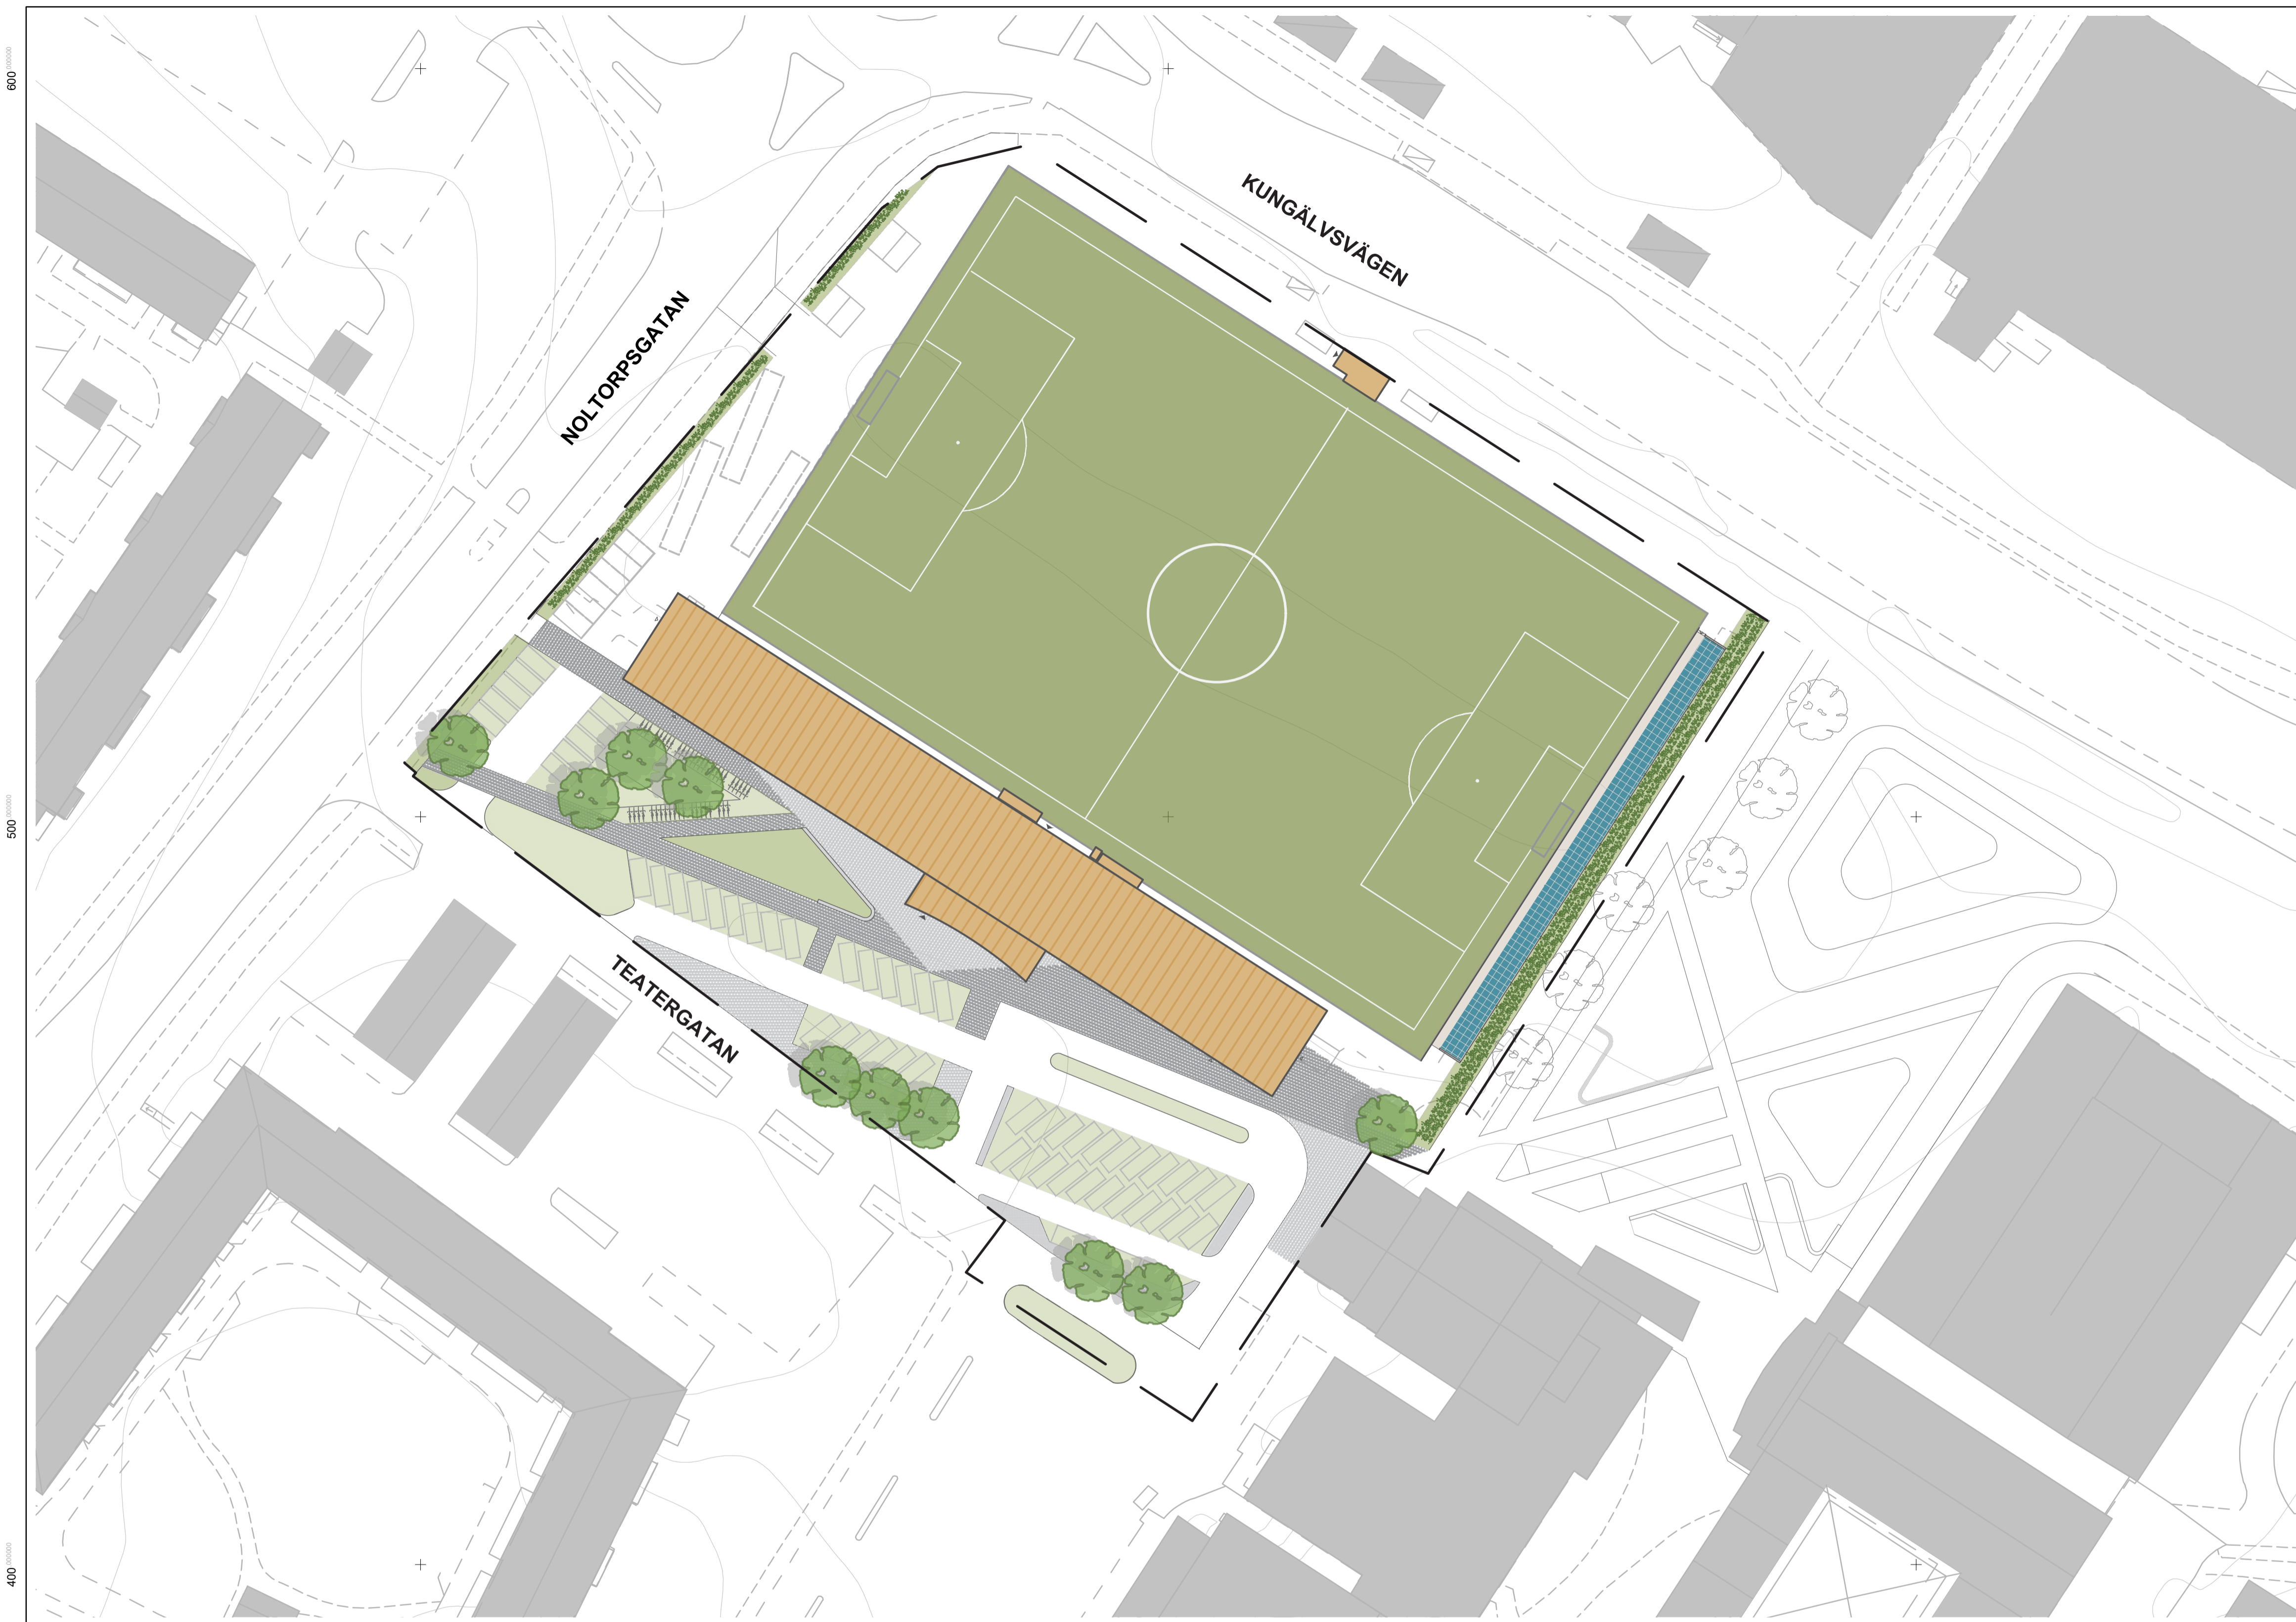 600
KUNGÄLVSVÄGEN
NOLTORPSGATAN
500
TEATERGATAN
400